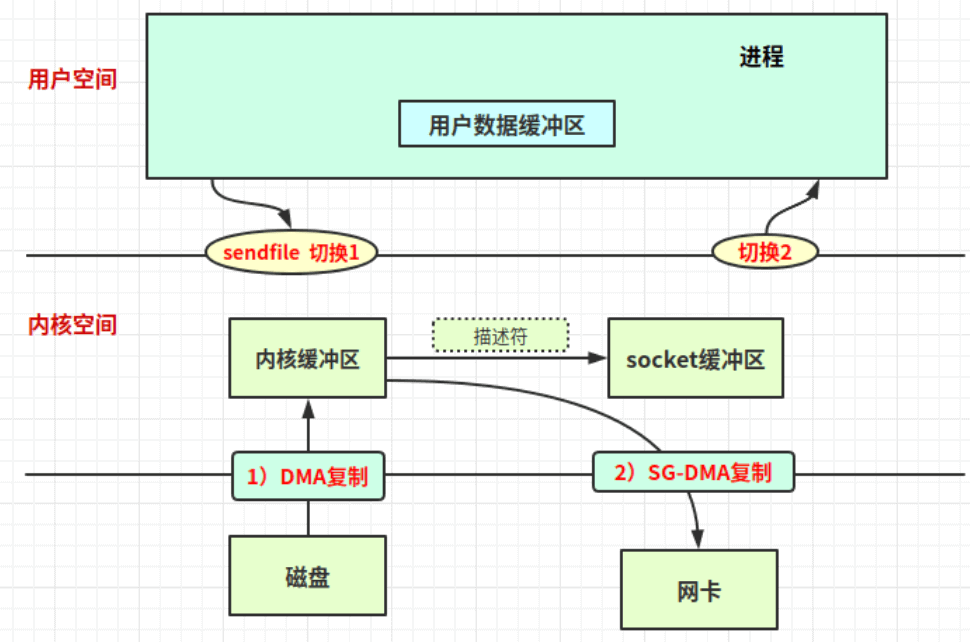 进程
用户空间
用户数据缓冲区
sendfile 切换1
切换2
内核空间
描述符
内核缓冲区
socket缓冲区
1）DMA复制
2）SG-DMA复制
磁盘
网卡